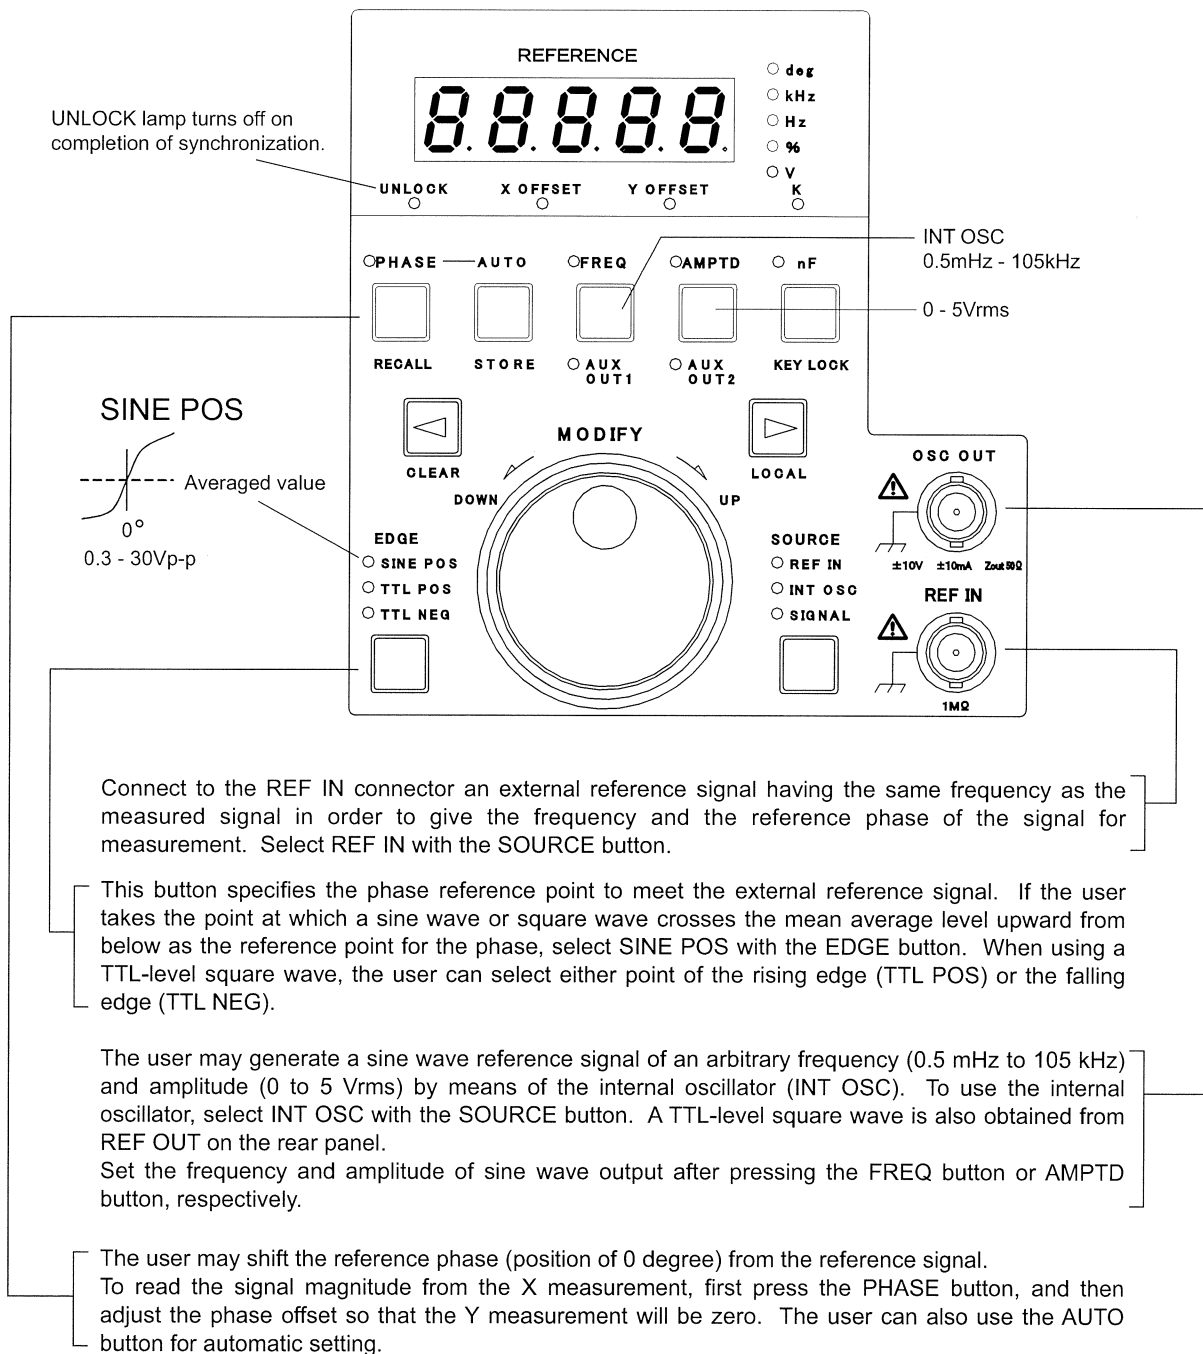 REFERENCE
deg
kHz
Hz
%
V
K
8.8.8.8.8.
UNLOCK lamp turns off on
completion of synchronization.
UNLOCK X OFFSET Y OFFSET
INT OSC
0.5mHz - 105kHz
PHASE AUTO FREQ AMPTD nF
0 - 5Vrms
RECALL STORE AUX OUT1 AUX OUT2 KEY LOCK
SINE POS
Averaged value
0°
0.3 - 30Vp-p
MODIFY
CLEAR LOCAL
DOWN UP
OSC OUT
±10V ±10mA Zout 50Ω
EDGE
SINE POS
TTL POS
TTL NEG
SOURCE
REF IN
INT OSC
SIGNAL
REF IN
1MΩ
Connect to the REF IN connector an external reference signal having the same frequency as the
measured signal in order to give the frequency and the reference phase of the signal for
measurement. Select REF IN with the SOURCE button.
This button specifies the phase reference point to meet the external reference signal. If the user
takes the point at which a sine wave or square wave crosses the mean average level upward from
below as the reference point for the phase, select SINE POS with the EDGE button. When using a
TTL-level square wave, the user can select either point of the rising edge (TTL POS) or the falling
edge (TTL NEG).
The user may generate a sine wave reference signal of an arbitrary frequency (0.5 mHz to 105 kHz)
and amplitude (0 to 5 Vrms) by means of the internal oscillator (INT OSC). To use the internal
oscillator, select INT OSC with the SOURCE button. A TTL-level square wave is also obtained from
REF OUT on the rear panel.
Set the frequency and amplitude of sine wave output after pressing the FREQ button or AMPTD
button, respectively.
The user may shift the reference phase (position of 0 degree) from the reference signal.
To read the signal magnitude from the X measurement, first press the PHASE button, and then
adjust the phase offset so that the Y measurement will be zero. The user can also use the AUTO
button for automatic setting.